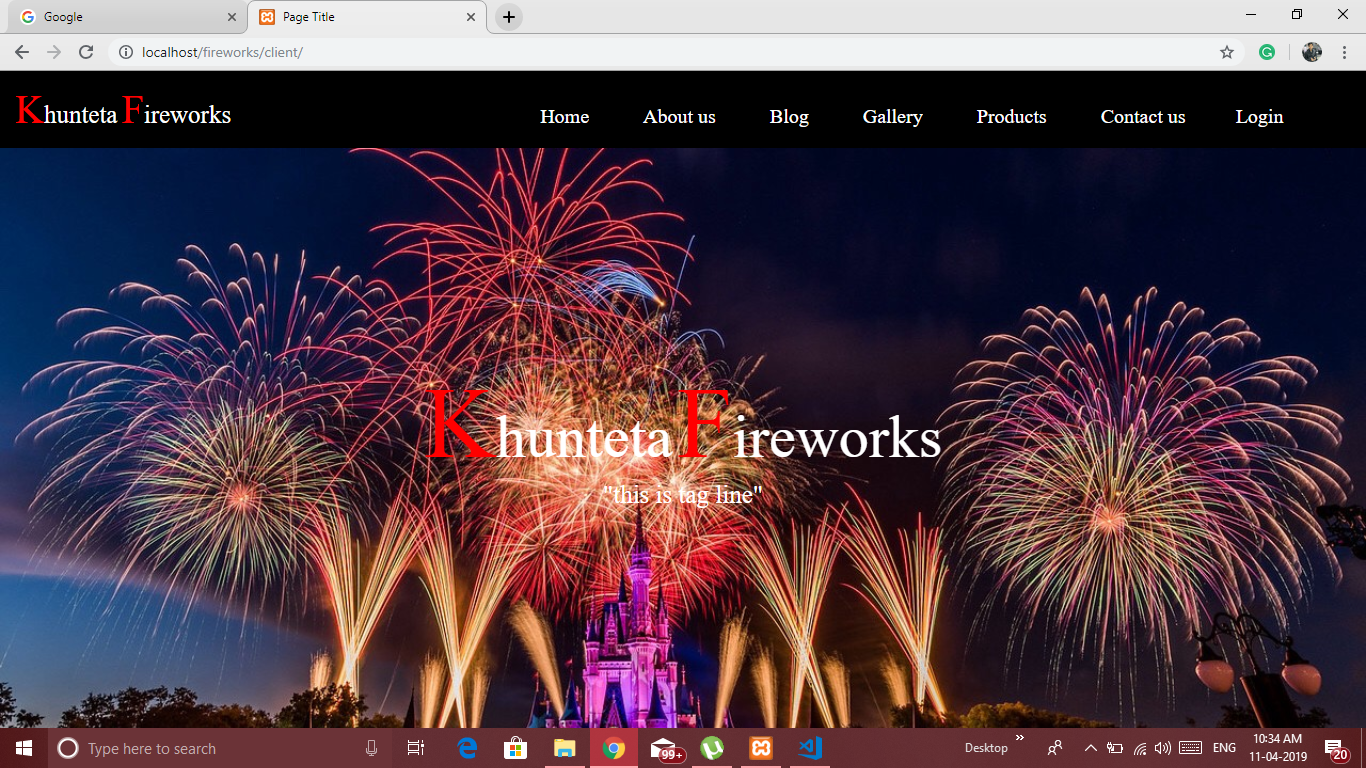 Google
Page Title
localhost/fireworks/client/
Khunteta Fireworks
Home About us Blog Gallery Products Contact us Login
Khunteta Fireworks
"this is tag line"
Type here to search
99+
Desktop
ENG
10:34 AM
11-04-2019
20